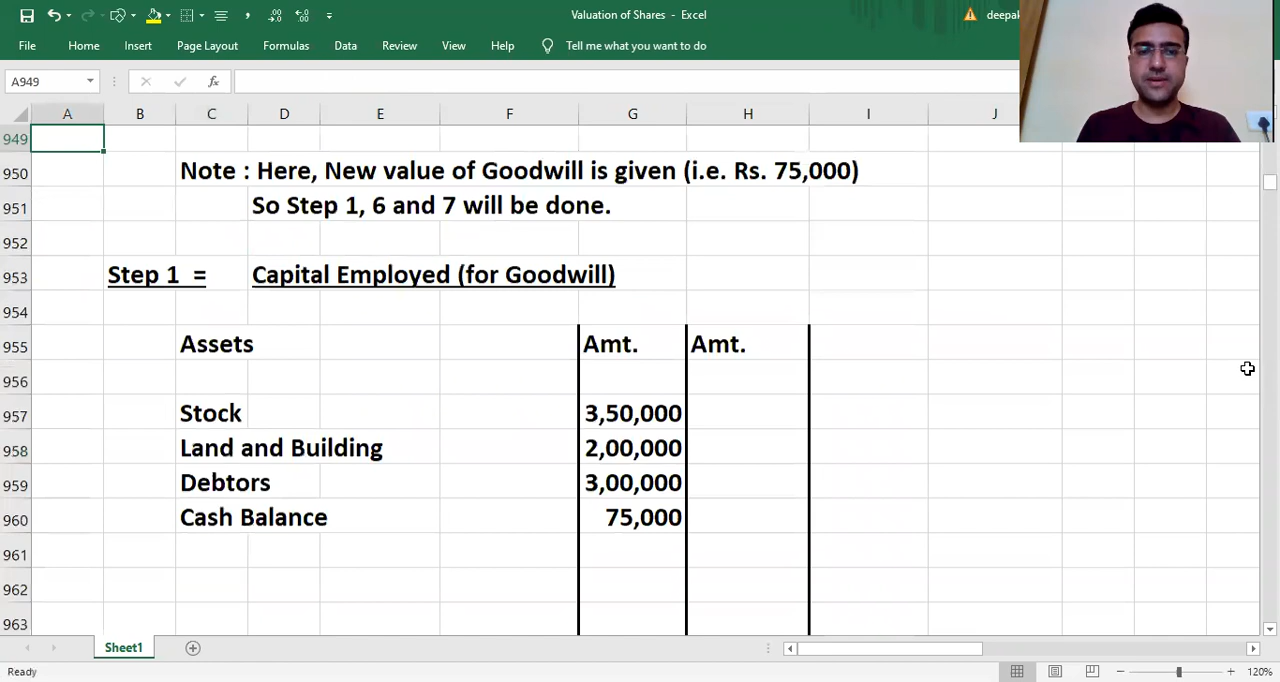 Valuation of Shares - Excel
deepak
File Home Insert Page Layout Formulas Data Review View Help Tell me what you want to do
A949 fx
A B C D E F G H I J
949
950 Note : Here, New value of Goodwill is given (i.e. Rs. 75,000)
951 So Step 1, 6 and 7 will be done.
952
953 Step 1 = Capital Employed (for Goodwill)
954
955 Assets Amt. Amt.
956
957 Stock 3,50,000
958 Land and Building 2,00,000
959 Debtors 3,00,000
960 Cash Balance 75,000
961
962
963
Sheet1
Ready 120%